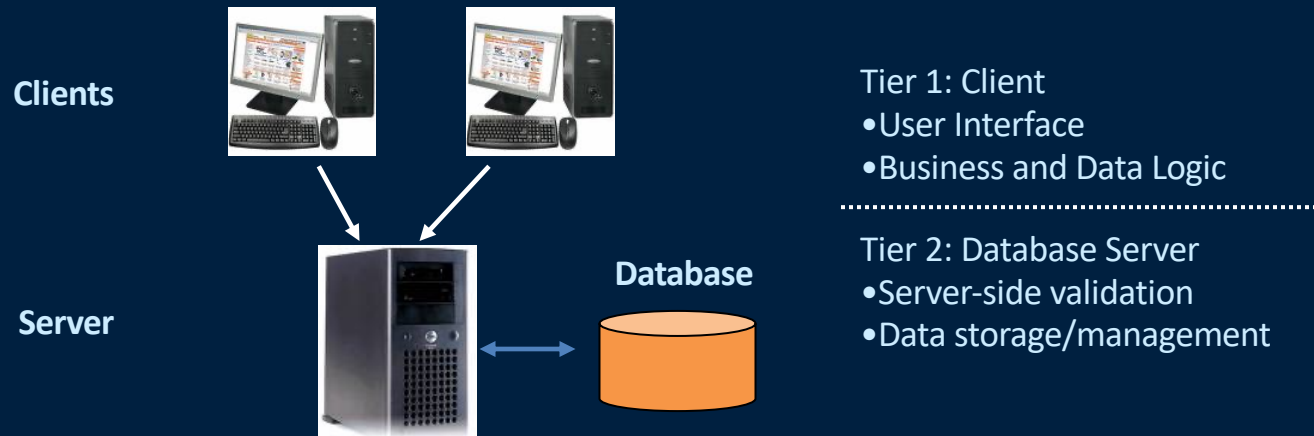 Clients
Tier 1: Client
•User Interface
•Business and Data Logic
Database
Server
Tier 2: Database Server
•Server-side validation
•Data storage/management